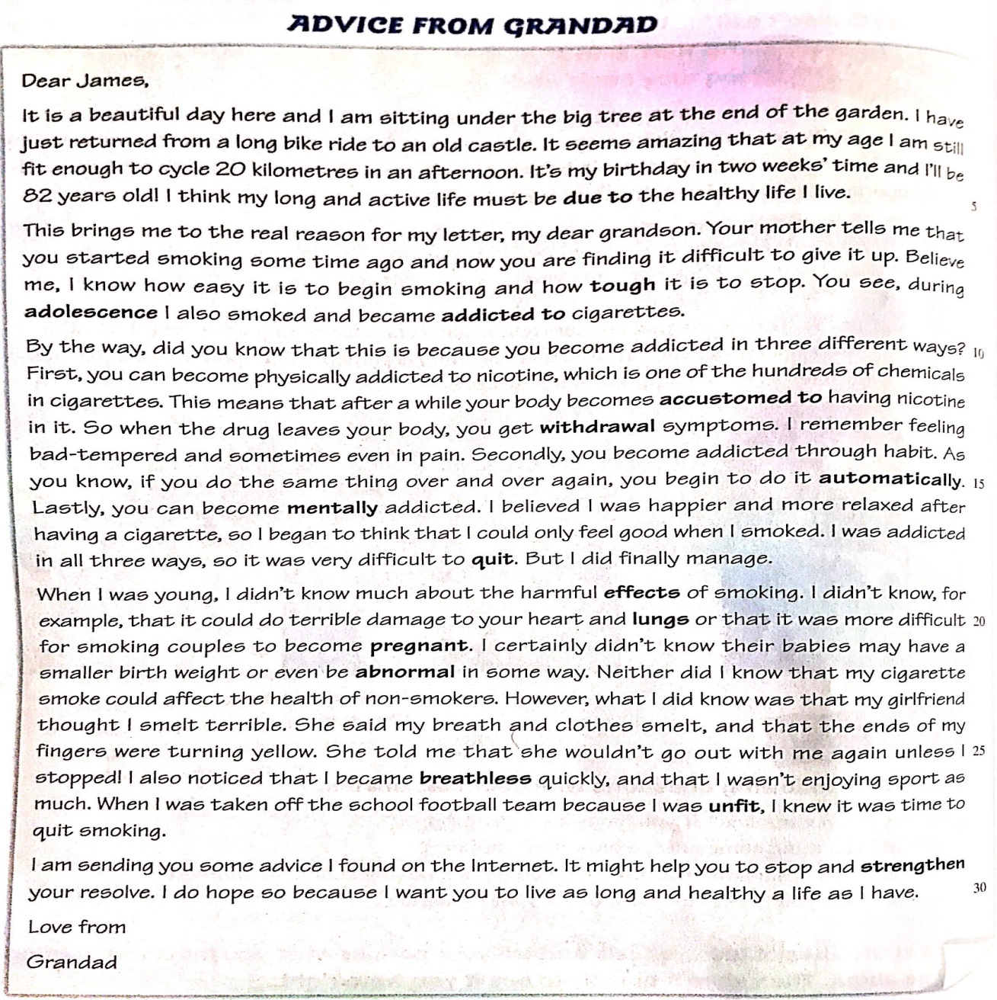 ADVICE FROM GRANDAD
Dear James,
It is a beautiful day here and I am sitting under the big tree at the end of the garden. I have
just returned from a long bike ride to an old castle. It seems amazing that at my age I am still
fit enough to cycle 20 kilometres in an afternoon. It's my birthday in two weeks' time and I'll be
82 years old! I think my long and active life must be due to the healthy life I live.
5
This brings me to the real reason for my letter, my dear grandson. Your mother tells me that
you started smoking some time ago and now you are finding it difficult to give it up. Believe
me, I know how easy it is to begin smoking and how tough it is to stop. You see, during
adolescence I also smoked and became addicted to cigarettes.
By the way, did you know that this is because you become addicted in three different ways? 10
First, you can become physically addicted to nicotine, which is one of the hundreds of chemicals
in cigarettes. This means that after a while your body becomes accustomed to having nicotine
in it. So when the drug leaves your body, you get withdrawal symptoms. I remember feeling
bad-tempered and sometimes even in pain. Secondly, you become addicted through habit. As
you know, if you do the same thing over and over again, you begin to do it automatically. 15
Lastly, you can become mentally addicted. I believed I was happier and more relaxed after
having a cigarette, so I began to think that I could only feel good when I smoked. I was addicted
in all three ways, so it was very difficult to quit. But I did finally manage.
When I was young, I didn't know much about the harmful effects of smoking. I didn't know, for
example, that it could do terrible damage to your heart and lungs or that it was more difficult 20
for smoking couples to become pregnant. I certainly didn't know their babies may have a
smaller birth weight or even be abnormal in some way. Neither did I know that my cigarette
smoke could affect the health of non-smokers. However, what I did know was that my girlfriend
thought I smelt terrible. She said my breath and clothes smelt, and that the ends of my
fingers were turning yellow. She told me that she wouldn't go out with me again unless I 25
stopped! I also noticed that I became breathless quickly, and that I wasn't enjoying sport as
much. When I was taken off the school football team because I was unfit, I knew it was time to
quit smoking.
I am sending you some advice I found on the Internet. It might help you to stop and strengthen
your resolve. I do hope so because I want you to live as long and healthy a life as I have. 30
Love from
Grandad